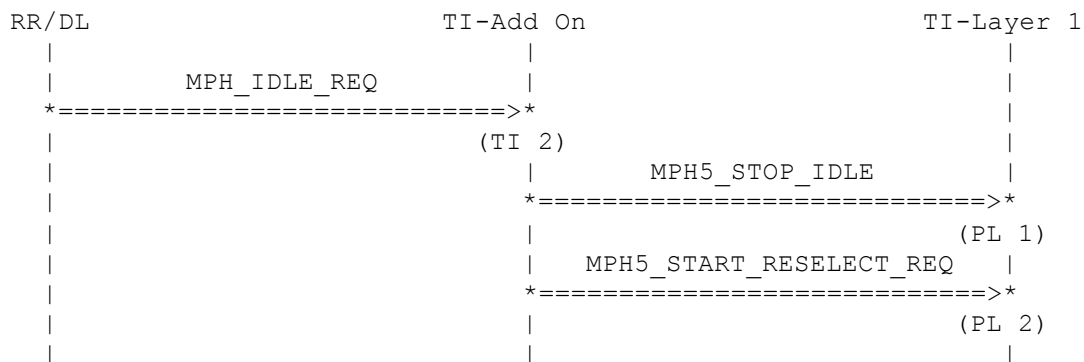 RR/DL TI-Add On TI-Layer 1
MPH_IDLE_REQ
(TI 2)
MPH5_STOP_IDLE
(PL 1)
MPH5_START_RESELECT_REQ
(PL 2)